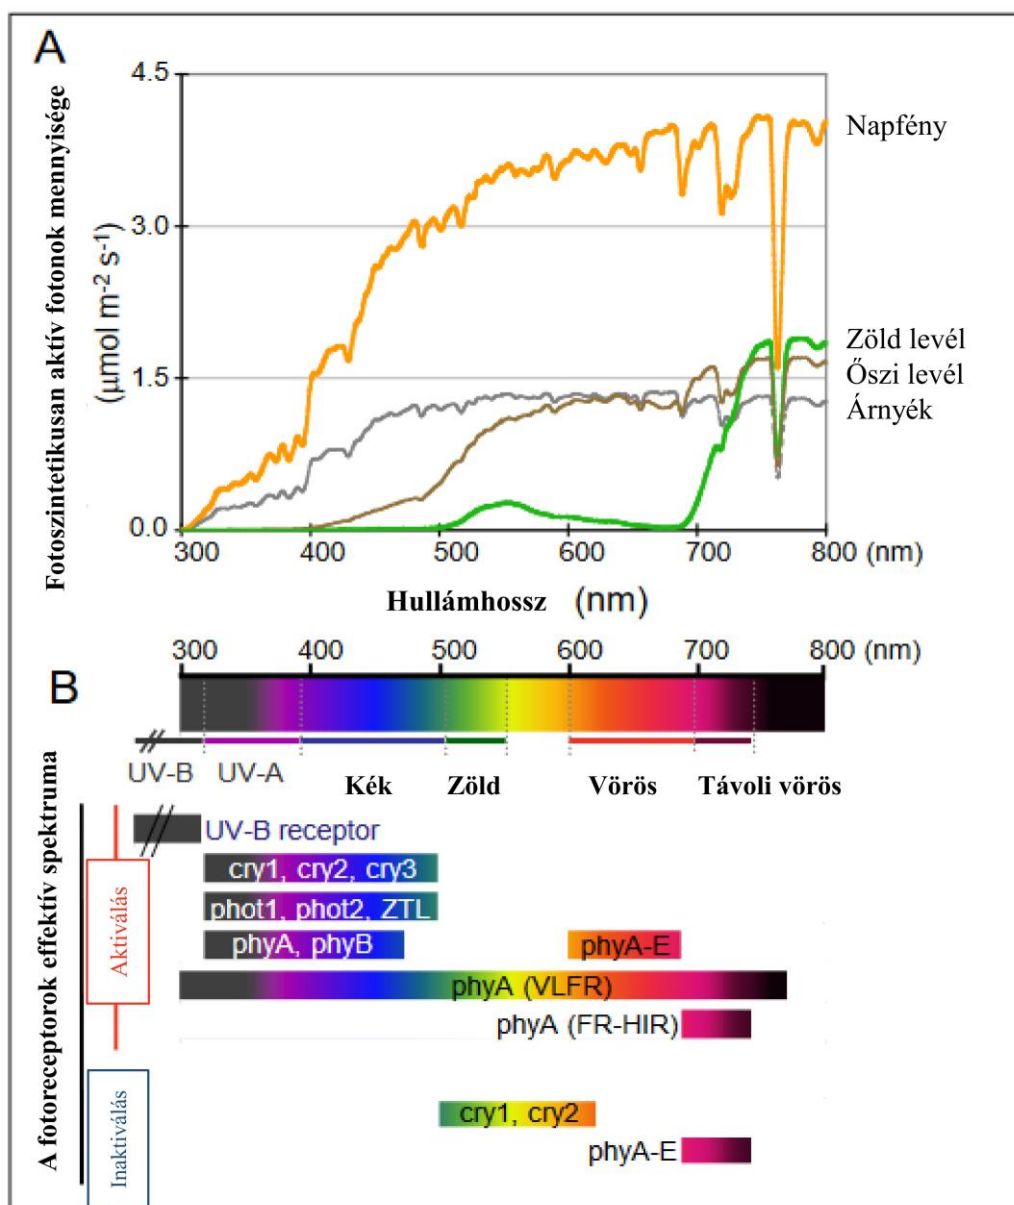 A
Fotoszintetikusan aktív fotonok mennyisége
(µmol m-2 s-1)
4.5
3.0
1.5
0.0
Napfény
Zöld levél
Őszi levél
Árnyék
300 400 500 600 700 800 (nm)
Hullámhossz (nm)
300 400 500 600 700 800 (nm)
B
UV-B UV-A Kék Zöld Vörös Távoli vörös
A fotoreceptorok effektív spektruma
Aktiválás
UV-B receptor
cry1, cry2, cry3
phot1, phot2, ZTL
phyA, phyB phyA-E
phyA (VLFR)
phyA (FR-HIR)
Inaktiválás
cry1, cry2
phyA-E